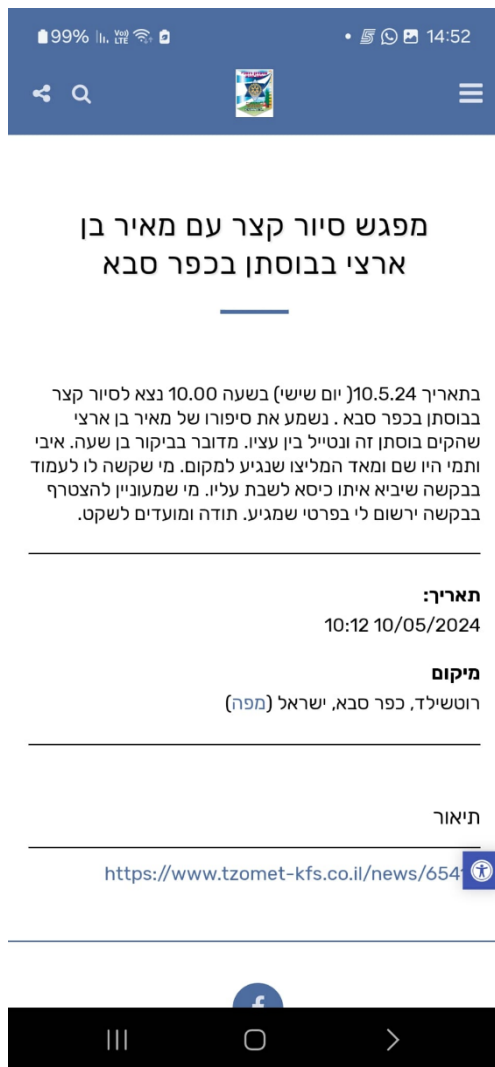 99% Vo) LTE 14:52
מפגש סיור קצר עם מאיר בן
ארצי בבוסתן בכפר סבא
בתאריך 10.5.24( יום שישי) בשעה 10.00 נצא לסיור קצר
בבוסתן בכפר סבא . נשמע את סיפורו של מאיר בן ארצי
שהקים בוסתן זה ונטייל בין עציו. מדובר בביקור בן שעה. איבי
ותמי היו שם ומאד המליצו שנגיע למקום. מי שקשה לו לעמוד
בבקשה שיביא איתו כיסא לשבת עליו. מי שמעוניין להצטרף
בבקשה ירשום לי בפרטי שמגיע. תודה ומועדים לשקט.
תאריך:
10:12 10/05/2024
מיקום
רוטשילד, כפר סבא, ישראל (מפה)
תיאור
https://www.tzomet-kfs.co.il/news/654